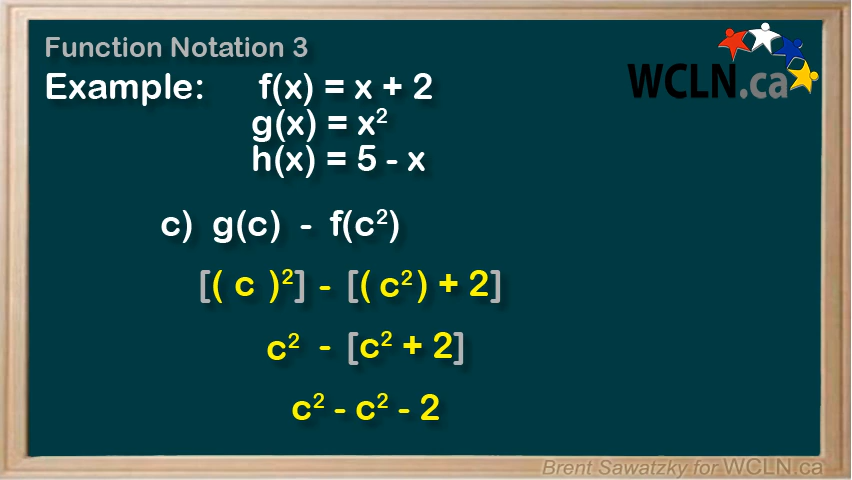 Function Notation 3
WCLN.ca
Example: f(x) = x + 2
g(x) = x²
h(x) = 5 - x
c) g(c) - f(c²)
[( c )²] - [( c² ) + 2]
c² - [c² + 2]
c² - c² - 2
Brent Sawatzky for WCLN.ca